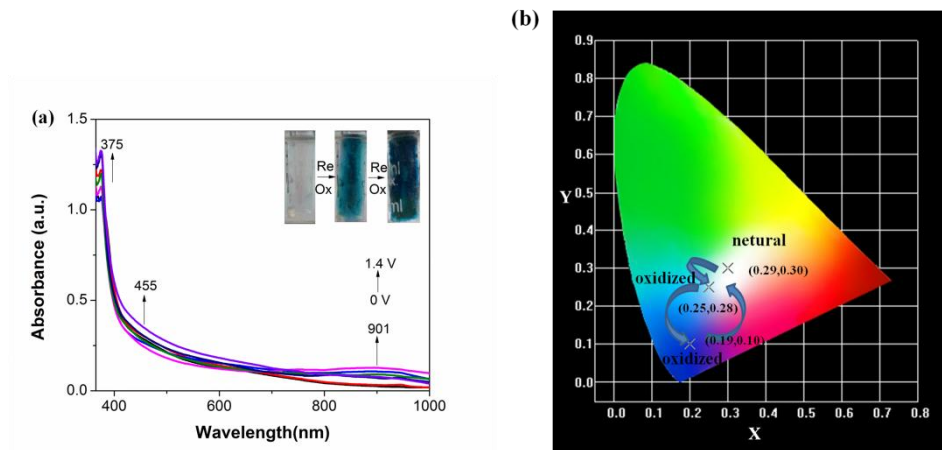 (a)
1.5
1.0
0.5
0.0
Absorbance (a.u.)
375
455
Re
Ox
Re
Ox
ml
1.4 V
0 V
901
400
600
800
1000
Wavelength(nm)
(b)
0.9
0.8
0.7
0.6
Y
0.5
0.4
0.3
0.2
0.1
0.0
netural
(0.29,0.30)
oxidized
(0.25,0.28)
(0.19,0.10)
oxidized
0.0
0.1
0.2
0.3
0.4
0.5
0.6
0.7
0.8
X